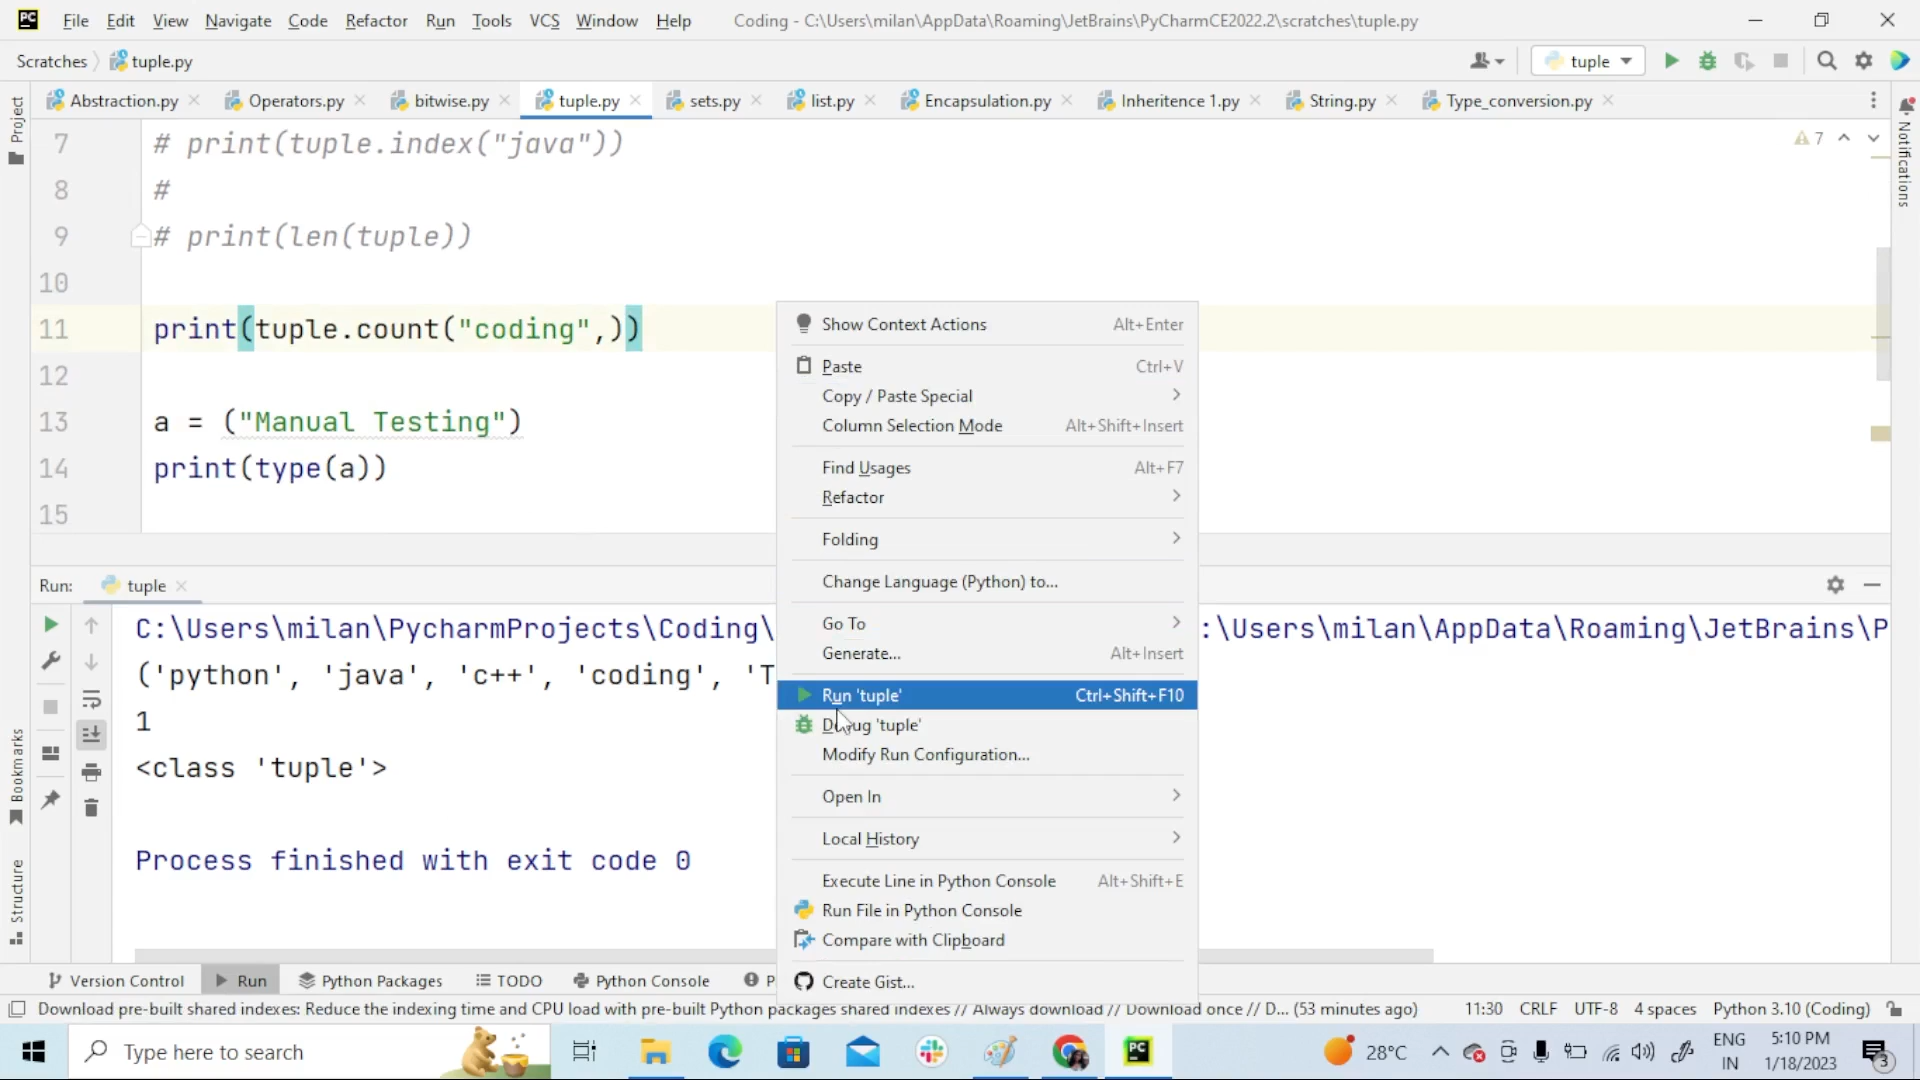 PC File Edit View Navigate Code Refactor Run Tools VCS Window Help Coding - C:\Users\milan\AppData\Roaming\JetBrains\PyCharmCE2022.2\scratches\tuple.py
Scratches tuple.py tuple
Abstraction.py Operators.py bitwise.py tuple.py sets.py list.py Encapsulation.py Inheritence 1.py String.py Type_conversion.py
Project
Notifications
7 # print(tuple.index("java"))
7
8 #
9 # print(len(tuple))
10
11 print(tuple.count("coding",))
12
13 a = ("Manual Testing")
14 print(type(a))
15
Show Context Actions Alt+Enter
Paste Ctrl+V
Copy / Paste Special
Column Selection Mode Alt+Shift+Insert
Find Usages Alt+F7
Refactor
Folding
Change Language (Python) to...
Go To
Generate... Alt+Insert
Run 'tuple' Ctrl+Shift+F10
Debug 'tuple'
Modify Run Configuration...
Open In
Local History
Execute Line in Python Console Alt+Shift+E
Run File in Python Console
Compare with Clipboard
Create Gist...
Run: tuple
C:\Users\milan\PycharmProjects\Coding\ :\Users\milan\AppData\Roaming\JetBrains\P
('python', 'java', 'c++', 'coding', 'T
1
<class 'tuple'>
Process finished with exit code 0
Bookmarks
Structure
Version Control Run Python Packages TODO Python Console P
Download pre-built shared indexes: Reduce the indexing time and CPU load with pre-built Python packages shared indexes // Always download // Download once // D... (53 minutes ago) 11:30 CRLF UTF-8 4 spaces Python 3.10 (Coding)
Type here to search PC 28°C ENG 5:10 PM
IN 1/18/2023 3